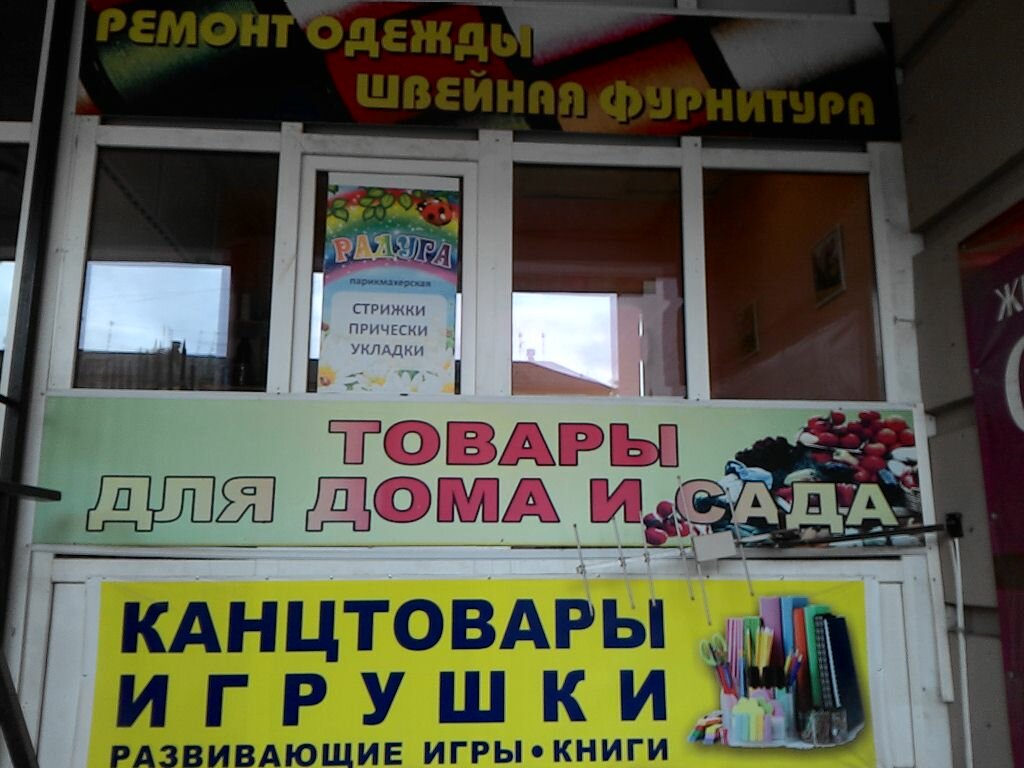 РЕМОНТ ОДЕЖДЫ
ШВЕЙНАЯ ФУРНИТУРА
РАДУГА
парикмахерская
СТРИЖКИ
ПРИЧЕСКИ
УКЛАДКИ
ТОВАРЫ
ДЛЯ ДОМА И САДА
КАНЦТОВАРЫ
ИГРУШКИ
РАЗВИВАЮЩИЕ ИГРЫ • КНИГИ